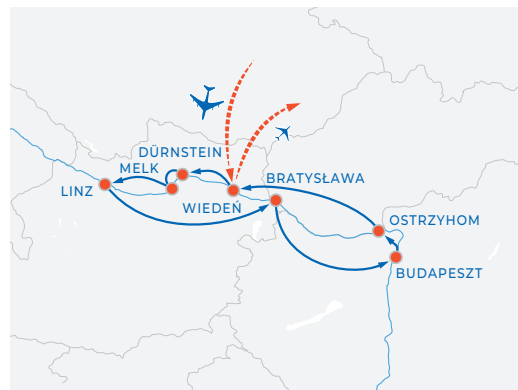 DÜRNSTEIN
MELK
LINZ
WIEDEŃ
BRATYSŁAWA
OSTRZYHOM
BUDAPESZT